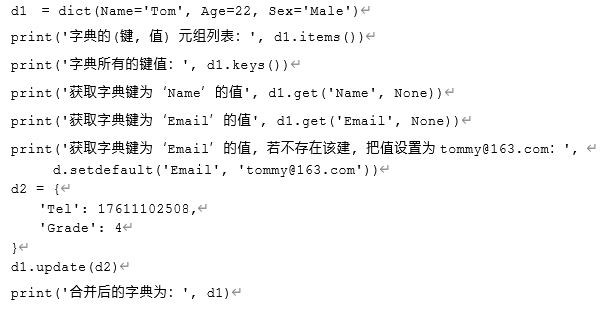 d1  = dict(Name='Tom', Age=22, Sex='Male')↵
print('字典的(键, 值) 元组列表: ', d1.items())↵
print('字典所有的键值: ', d1.keys())↵
print('获取字典键为‘Name’的值', d1.get('Name', None))↵
print('获取字典键为‘Email’的值', d1.get('Email', None))↵
print('获取字典键为‘Email’的值, 若不存在该建, 把值设置为 tommy@163.com: ', ↵
d.setdefault('Email', 'tommy@163.com'))↵
d2 = {↵
'Tel': 17611102508,↵
'Grade': 4↵
}↵
d1.update(d2)↵
print('合并后的字典为: ', d1)↵